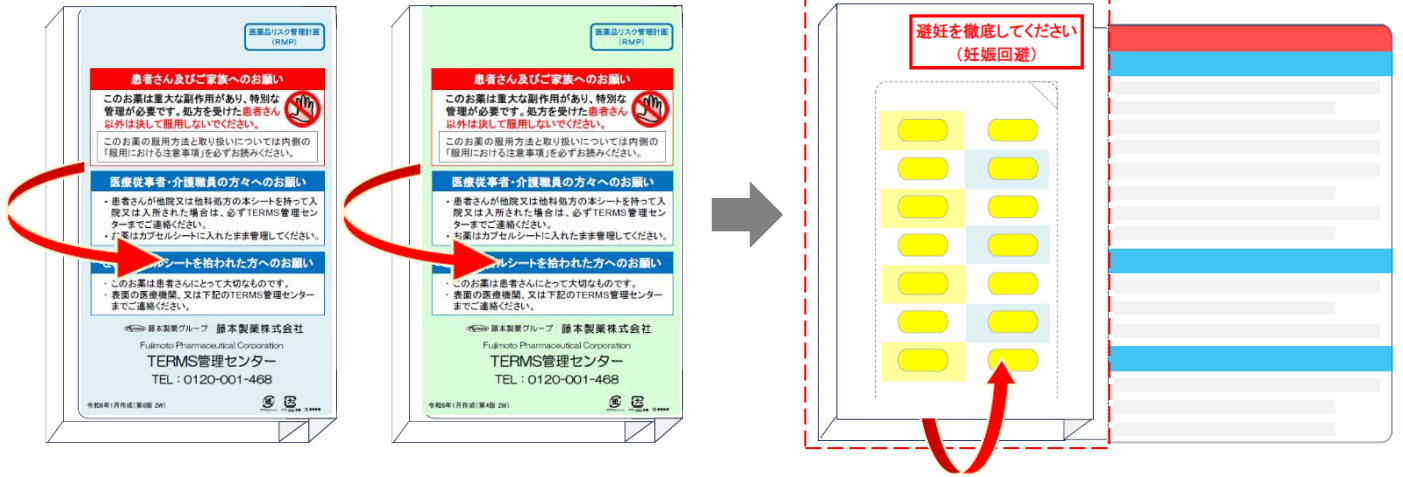 医薬品リスク管理計画
(RMP)
患者さん及びご家族へのお願い
このお薬は重大な副作用があり、特別な
管理が必要です。処方を受けた患者さん
以外は決して服用しないでください。
このお薬の服用方法と取り扱いについては内側の
「服用における注意事項」を必ずお読みください。
医療従事者・介護職員の方々へのお願い
・患者さんが他院又は他科処方の本シートを持って入
院又は入所された場合は、必ずTERMS管理セン
ターまでご連絡ください。
・お薬はカプセルシートに入れたまま管理してください。
ルシートを拾われた方へのお願い
・このお薬は患者さんにとって大切なものです。
・表面の医療機関、又は下記のTERMS管理センター
までご連絡ください。
藤本製薬グループ 藤本製薬株式会社
Fujimoto Pharmaceutical Corporation
TERMS管理センター
TEL：0120-001-468
令和6年1月作成(第6版 2W)
医薬品リスク管理計画
(RMP)
患者さん及びご家族へのお願い
このお薬は重大な副作用があり、特別な
管理が必要です。処方を受けた患者さん
以外は決して服用しないでください。
このお薬の服用方法と取り扱いについては内側の
「服用における注意事項」を必ずお読みください。
医療従事者・介護職員の方々へのお願い
・患者さんが他院又は他科処方の本シートを持って入
院又は入所された場合は、必ずTERMS管理セン
ターまでご連絡ください。
・お薬はカプセルシートに入れたまま管理してください。
ルシートを拾われた方へのお願い
・このお薬は患者さんにとって大切なものです。
・表面の医療機関、又は下記のTERMS管理センター
までご連絡ください。
藤本製薬グループ 藤本製薬株式会社
Fujimoto Pharmaceutical Corporation
TERMS管理センター
TEL：0120-001-468
令和6年1月作成(第4版 2W)
避妊を徹底してください
(妊娠回避)